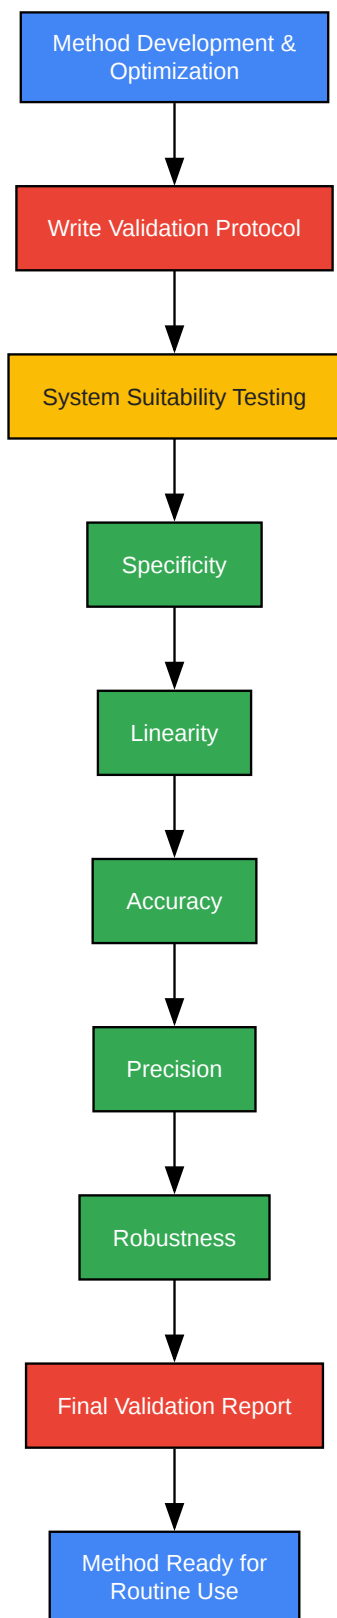 Method Development &
Optimization
Write Validation Protocol
System Suitability Testing
Specificity
Linearity
Accuracy
Precision
Robustness
Final Validation Report
Method Ready for
Routine Use